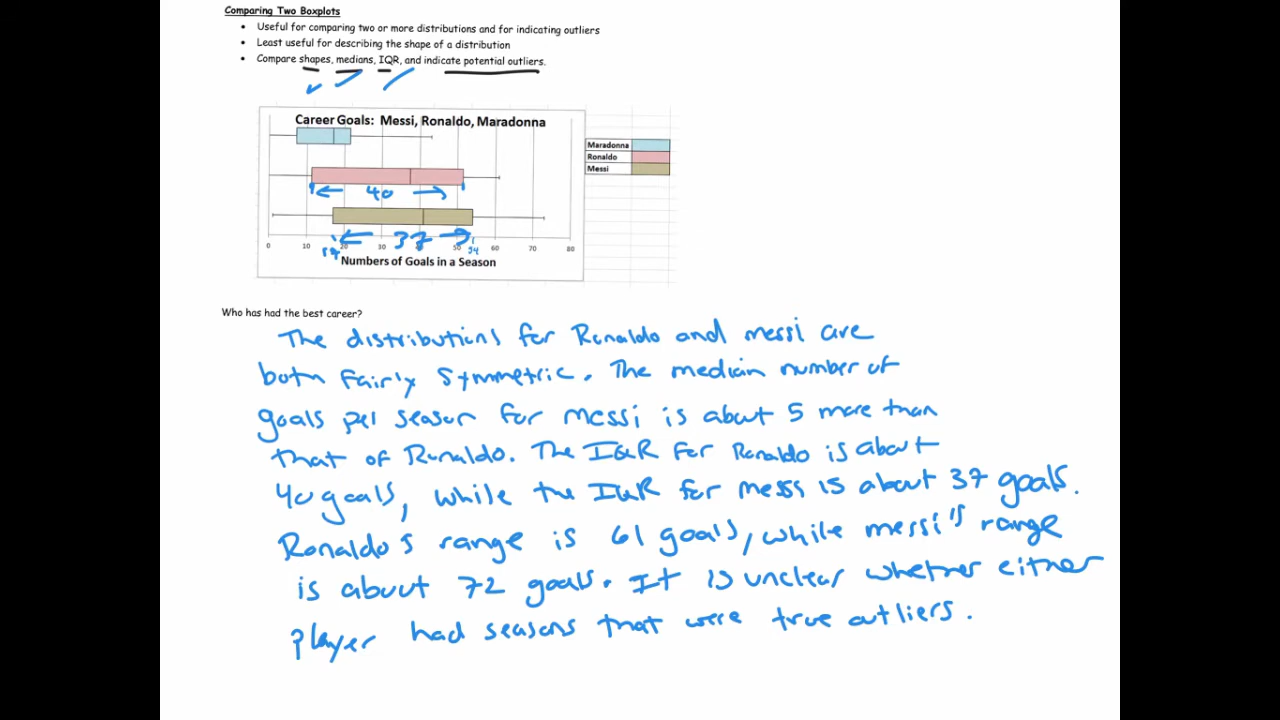 Comparing Two Boxplots
• Useful for comparing two or more distributions and for indicating outliers
• Least useful for describing the shape of a distribution
• Compare shapes, medians, IQR, and indicate potential outliers.
Career Goals: Messi, Ronaldo, Maradonna
Maradonna
Ronaldo
Messi
40
37
0 10 20 30 40 50 60 70 80
17 54
Numbers of Goals in a Season
Who has had the best career?
The distributions for Ronaldo and messi are
both fairly symmetric. The median number of
goals per season for messi is about 5 more than
that of Ronaldo. The IQR for Ronaldo is about
40 goals, while the IQR for messi is about 37 goals.
Ronaldo's range is 61 goals, while messi's range
is about 72 goals. It is unclear whether either
player had seasons that were true outliers.